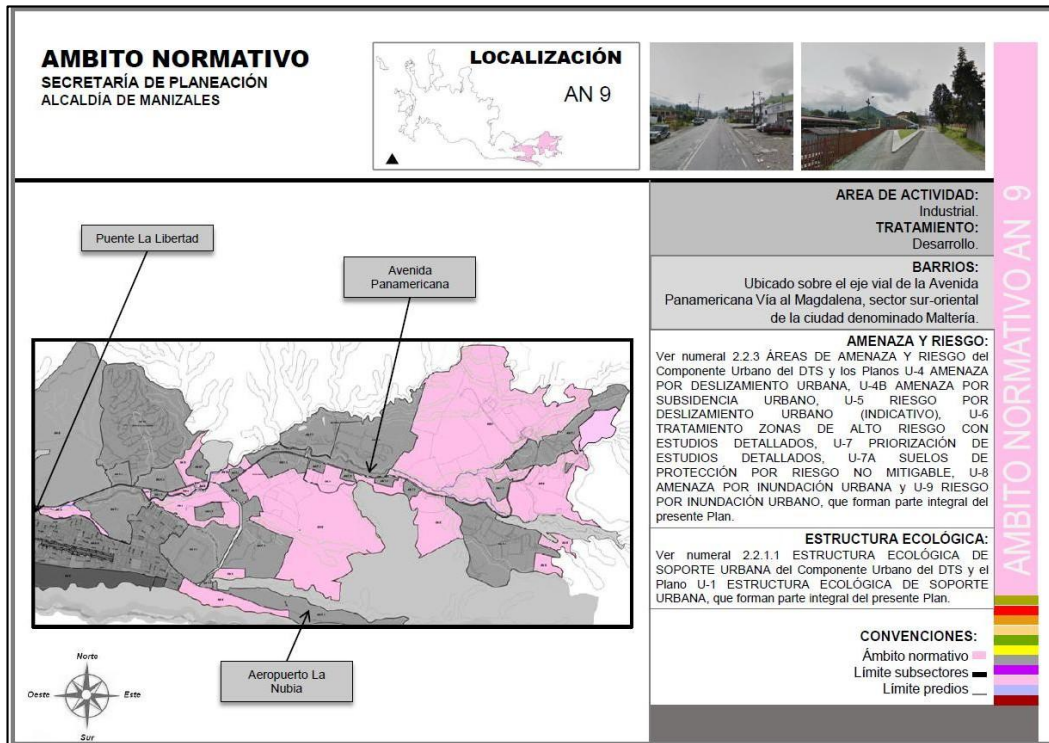 AMBITO NORMATIVO
SECRETARÍA DE PLANEACIÓN
ALCALDÍA DE MANIZALES
LOCALIZACIÓN
AN 9
Puente La Libertad
Avenida
Panamericana
Aeropuerto La
Nubia
Norte
Oeste
Este
Sur
AREA DE ACTIVIDAD:
Industrial.
TRATAMIENTO:
Desarrollo.
BARRIOS:
Ubicado sobre el eje vial de la Avenida
Panamericana Vía al Magdalena, sector sur-oriental
de la ciudad denominado Maltería.
AMENAZA Y RIESGO:
Ver numeral 2.2.3 ÁREAS DE AMENAZA Y RIESGO del
Componente Urbano del DTS y los Planos U-4 AMENAZA
POR DESLIZAMIENTO URBANA, U-4B AMENAZA POR
SUBSIDENCIA URBANO, U-5 RIESGO POR
DESLIZAMIENTO URBANO (INDICATIVO), U-6
TRATAMIENTO ZONAS DE ALTO RIESGO CON
ESTUDIOS DETALLADOS, U-7 PRIORIZACIÓN DE
ESTUDIOS DETALLADOS, U-7A SUELOS DE
PROTECCIÓN POR RIESGO NO MITIGABLE, U-8
AMENAZA POR INUNDACIÓN URBANA y U-9 RIESGO
POR INUNDACIÓN URBANO, que forman parte integral del
presente Plan.
ESTRUCTURA ECOLÓGICA:
Ver numeral 2.2.1.1 ESTRUCTURA ECOLÓGICA DE
SOPORTE URBANA del Componente Urbano del DTS y el
Plano U-1 ESTRUCTURA ECOLÓGICA DE SOPORTE
URBANA, que forman parte integral del presente Plan.
CONVENCIONES:
Ámbito normativo
Límite subsectores
Límite predios
ÁMBITO NORMATIVO AN 9